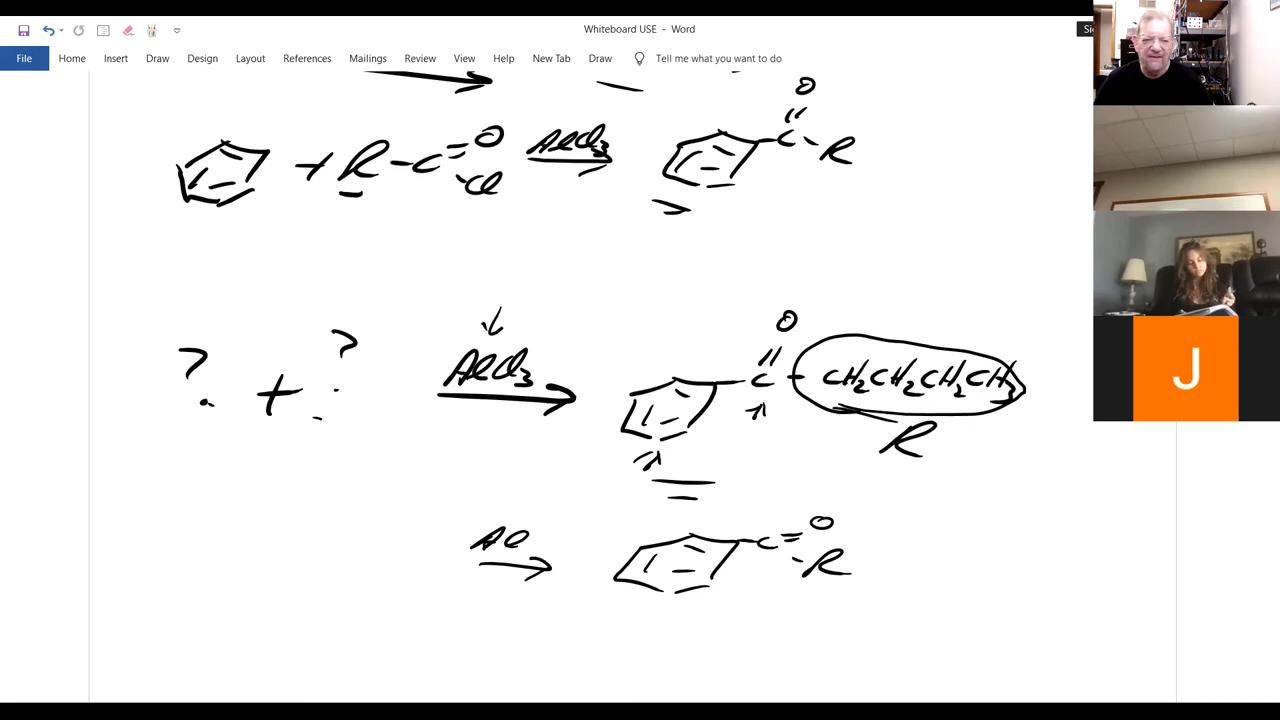 Whiteboard USE - Word
File Home Insert Draw Design Layout References Mailings Review View Help New Tab Draw Tell me what you want to do
+ R-C=O Cl AlCl3 O C-R
? + ? AlCl3 O C - CH2CH2CH2CH3
R
Al C=O -R
J